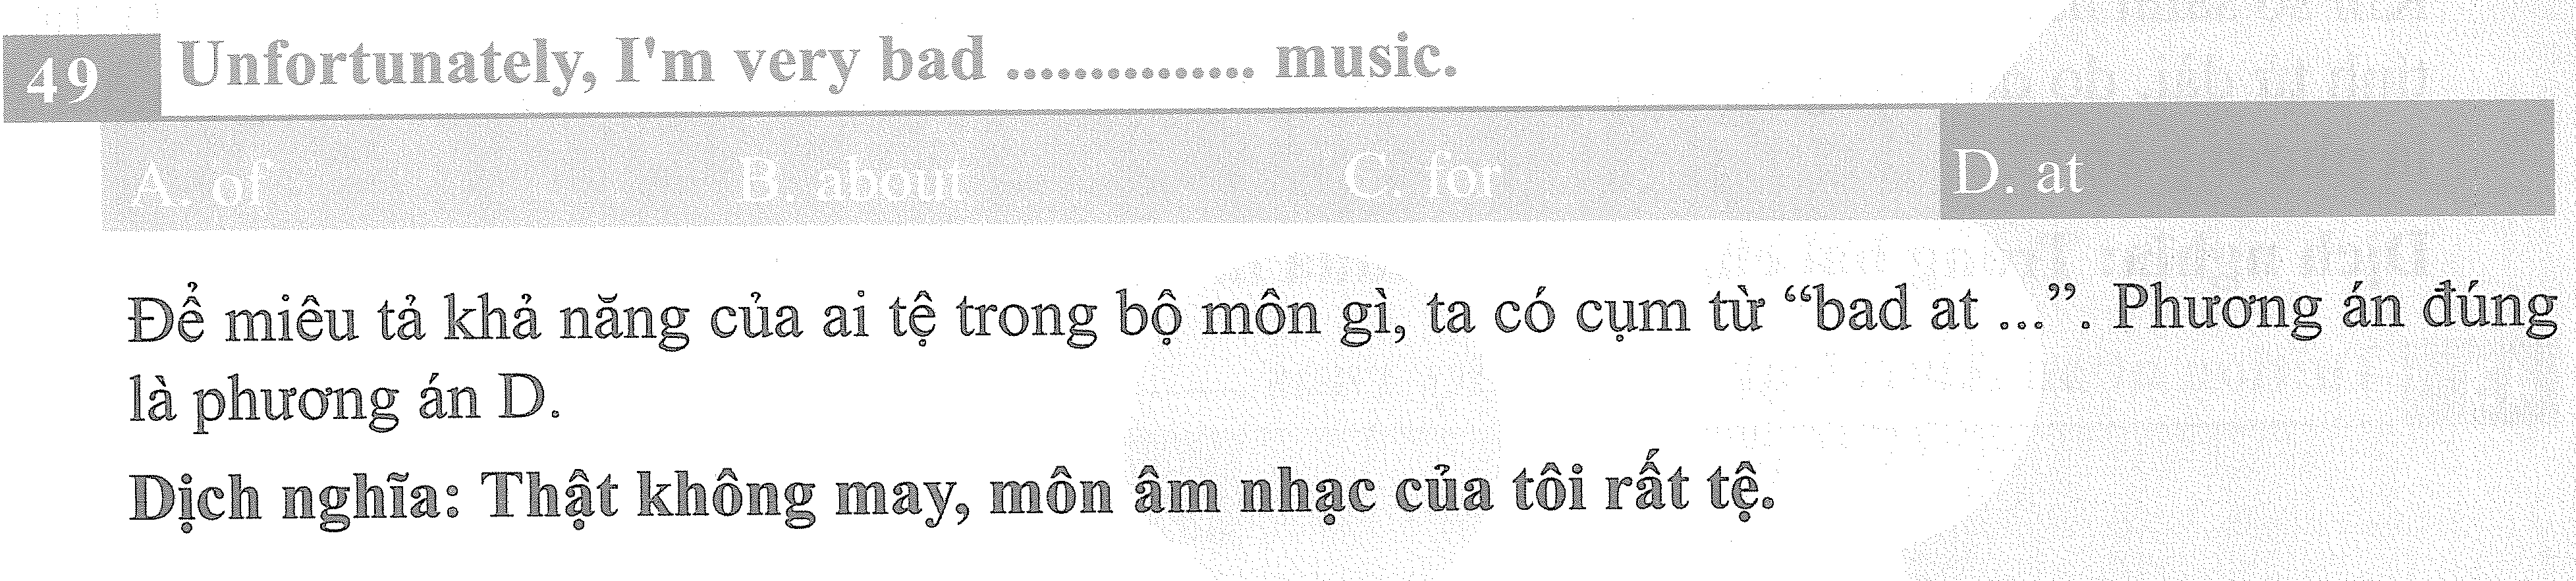 49 Unfortunately, I'm very bad .............. music.
A. of B. about C. for D. at
Để miêu tả khả năng của ai tệ trong bộ môn gì, ta có cụm từ “bad at ...”. Phương án đúng
là phương án D.
Dịch nghĩa: Thật không may, môn âm nhạc của tôi rất tệ.